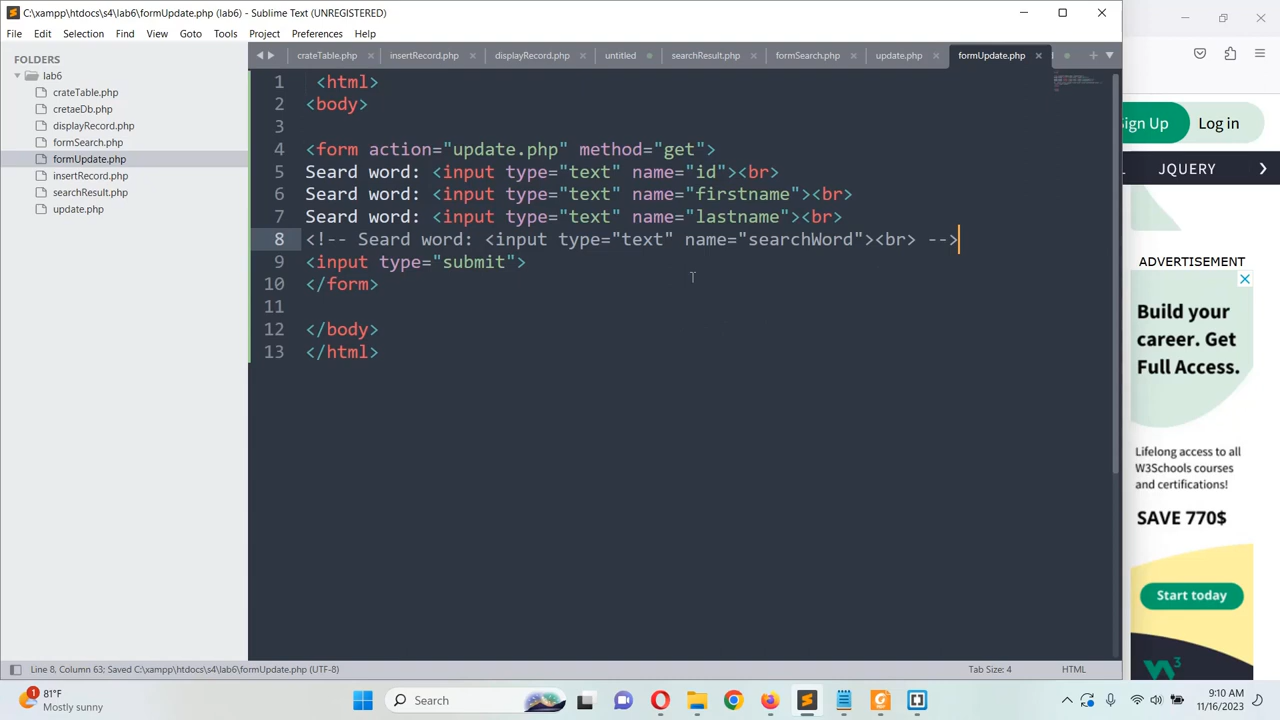 C:\xampp\htdocs\s4\lab6\formUpdate.php (lab6) - Sublime Text (UNREGISTERED)
File Edit Selection Find View Goto Tools Project Preferences Help
FOLDERS
lab6
crateTable.php
cretaeDb.php
displayRecord.php
formSearch.php
formUpdate.php
insertRecord.php
searchResult.php
update.php
crateTable.php insertRecord.php displayRecord.php untitled searchResult.php formSearch.php update.php formUpdate.php
1 <html>
2 <body>
3
4 <form action="update.php" method="get">
5 Seard word: <input type="text" name="id"><br>
6 Seard word: <input type="text" name="firstname"><br>
7 Seard word: <input type="text" name="lastname"><br>
8 <!-- Seard word: <input type="text" name="searchWord"><br> -->
9 <input type="submit">
10 </form>
11
12 </body>
13 </html>
Sign Up Log in
JQUERY
ADVERTISEMENT
Build your
career. Get
Full Access.
Lifelong access to all
W3Schools courses
and certifications!
SAVE 770$
Start today
W3
Line 8, Column 63: Saved C:\xampp\htdocs\s4\lab6\formUpdate.php (UTF-8) Tab Size: 4 HTML
1
81°F
Mostly sunny
Search
9:10 AM
11/16/2023